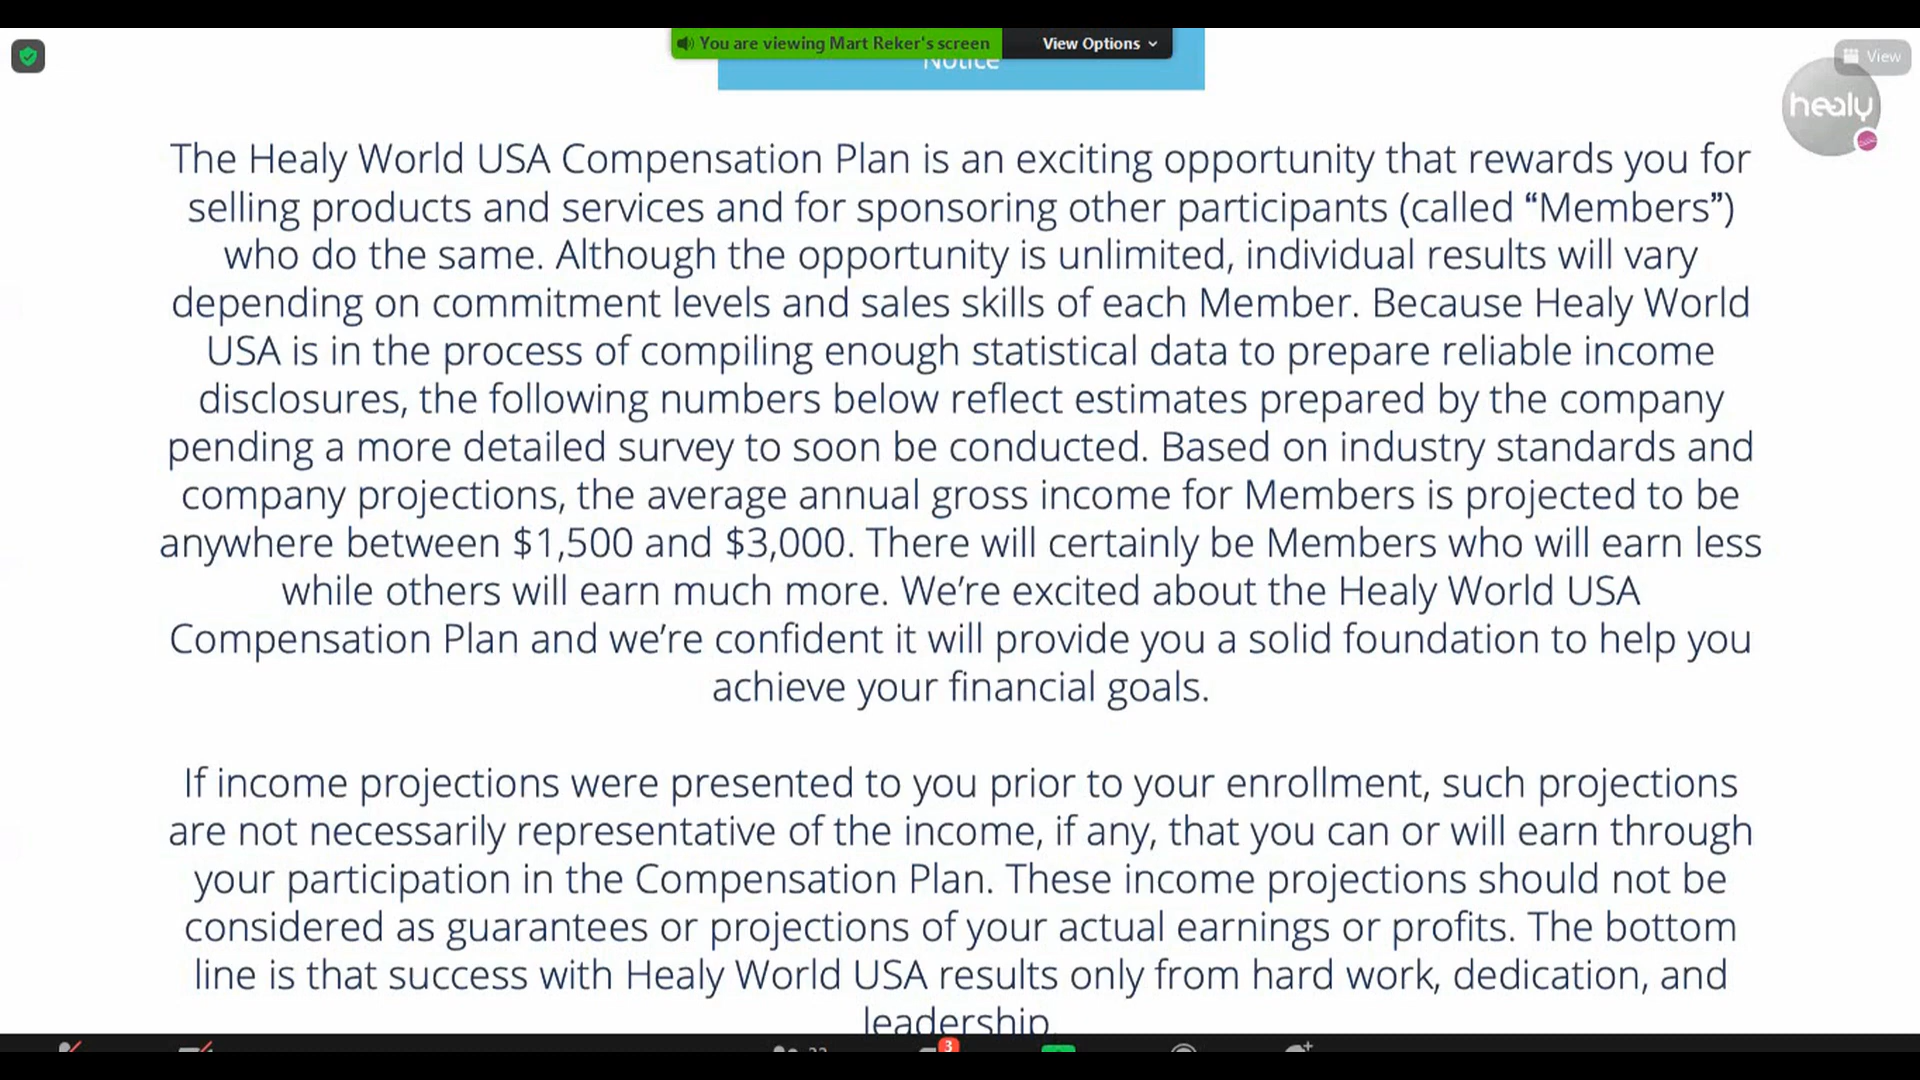 You are viewing Mart Reker's screen
View Options
View
Notice
healy
The Healy World USA Compensation Plan is an exciting opportunity that rewards you for
selling products and services and for sponsoring other participants (called “Members”)
who do the same. Although the opportunity is unlimited, individual results will vary
depending on commitment levels and sales skills of each Member. Because Healy World
USA is in the process of compiling enough statistical data to prepare reliable income
disclosures, the following numbers below reflect estimates prepared by the company
pending a more detailed survey to soon be conducted. Based on industry standards and
company projections, the average annual gross income for Members is projected to be
anywhere between $1,500 and $3,000. There will certainly be Members who will earn less
while others will earn much more. We’re excited about the Healy World USA
Compensation Plan and we’re confident it will provide you a solid foundation to help you
achieve your financial goals.
If income projections were presented to you prior to your enrollment, such projections
are not necessarily representative of the income, if any, that you can or will earn through
your participation in the Compensation Plan. These income projections should not be
considered as guarantees or projections of your actual earnings or profits. The bottom
line is that success with Healy World USA results only from hard work, dedication, and
leadership.
3